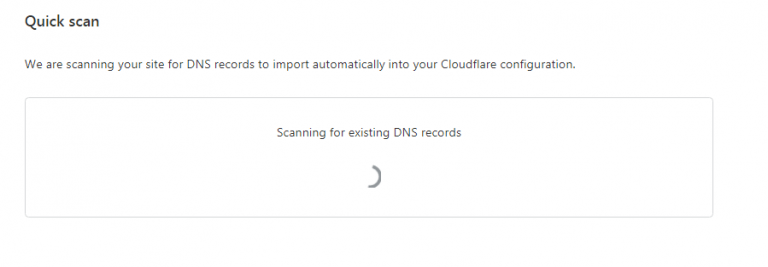 Quick scan
We are scanning your site for DNS records to import automatically into your Cloudflare configuration.
Scanning for existing DNS records